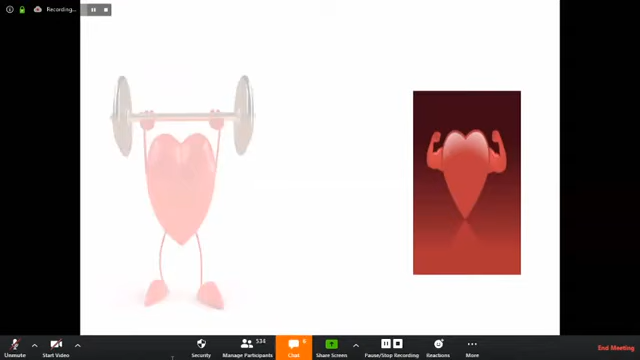 Recording...
Unmute
Start Video
Security
534
Manage Participants
6
Chat
Share Screen
Pause/Stop Recording
Reactions
More
End Meeting